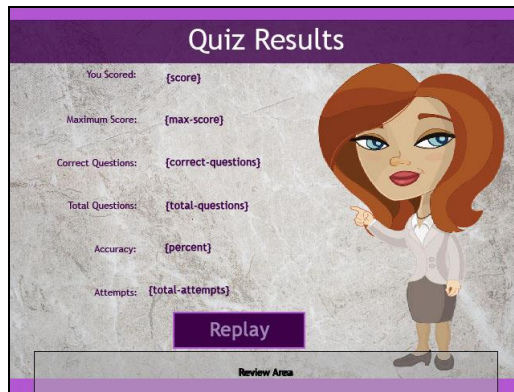 Quiz Results
You Scored: {score}
Maximum Score: {max-score}
Correct Questions: {correct-questions}
Total Questions: {total-questions}
Accuracy: {percent}
Attempts: {total-attempts}
Replay
Review Area